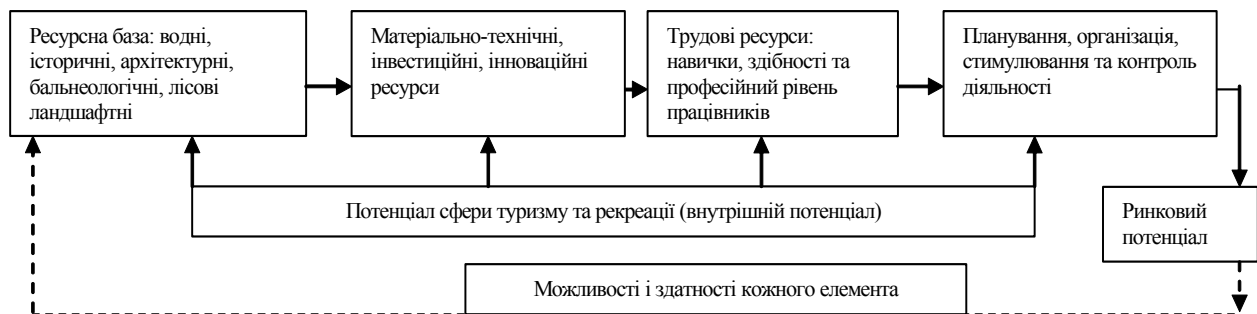 Ресурсна база: водні,
історичні, архітектурні,
бальнеологічні, лісові
ландшафтні
Матеріально-технічні,
інвестиційні, інноваційні
ресурси
Трудові ресурси:
навички, здібності та
професійний рівень
працівників
Планування, організація,
стимулювання та контроль
діяльності
Потенціал сфери туризму та рекреації (внутрішній потенціал)
Ринковий
потенціал
Можливості і здатності кожного елемента